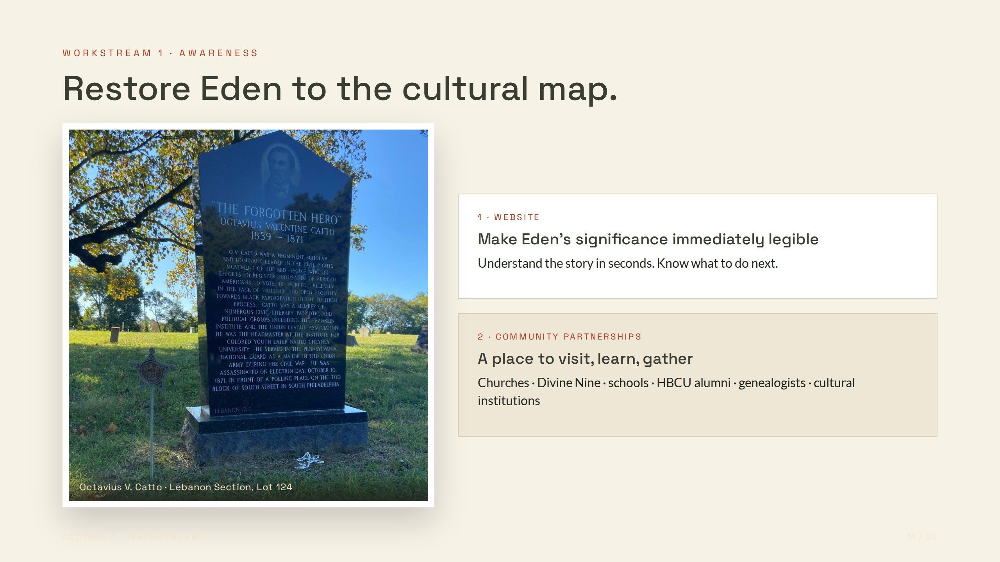 WORKSTREAM 1 · AWARENESS
Restore Eden to the cultural map.
"THE FORGOTTEN HERO"
OCTAVIUS VALENTINE CATTO
1839 – 1871
O.V. CATTO WAS A PROMINENT SCHOLAR
AND DOMINANT LEADER IN THE CIVIL RIGHTS
MOVEMENT OF THE MID–1800'S WHO LED
EFFORTS TO REGISTER THOUSANDS OF AFRICAN
AMERICANS TO VOTE. HE WORKED TIRELESSLY
IN THE FACE OF VIOLENCE AND OPEN HOSTILITY
TOWARDS BLACK PARTICIPATION IN THE POLITICAL
PROCESS. CATTO WAS A MEMBER OF
NUMEROUS CIVIC, LITERARY, PATRIOTIC, AND
POLITICAL GROUPS INCLUDING THE FRANKLIN
INSTITUTE AND THE UNION LEAGUE ASSOCIATION.
HE WAS THE HEADMASTER AT THE INSTITUTE FOR
COLORED YOUTH LATER NAMED CHEYNEY
UNIVERSITY. HE SERVED IN THE PENNSYLVANIA
NATIONAL GUARD AS A MAJOR IN THE UNION
ARMY DURING THE CIVIL WAR. HE WAS
ASSASSINATED ON ELECTION DAY, OCTOBER 10,
1871, IN FRONT OF A POLLING PLACE ON THE 700
BLOCK OF SOUTH STREET IN SOUTH PHILADELPHIA.
LEBANON 124
G.A.R
1861
1865
Octavius V. Catto · Lebanon Section, Lot 124
1 · WEBSITE
Make Eden’s significance immediately legible
Understand the story in seconds. Know what to do next.
2 · COMMUNITY PARTNERSHIPS
A place to visit, learn, gather
Churches · Divine Nine · schools · HBCU alumni · genealogists · cultural
institutions
SECTION 1 · WORKSTREAM 1
11 / 30